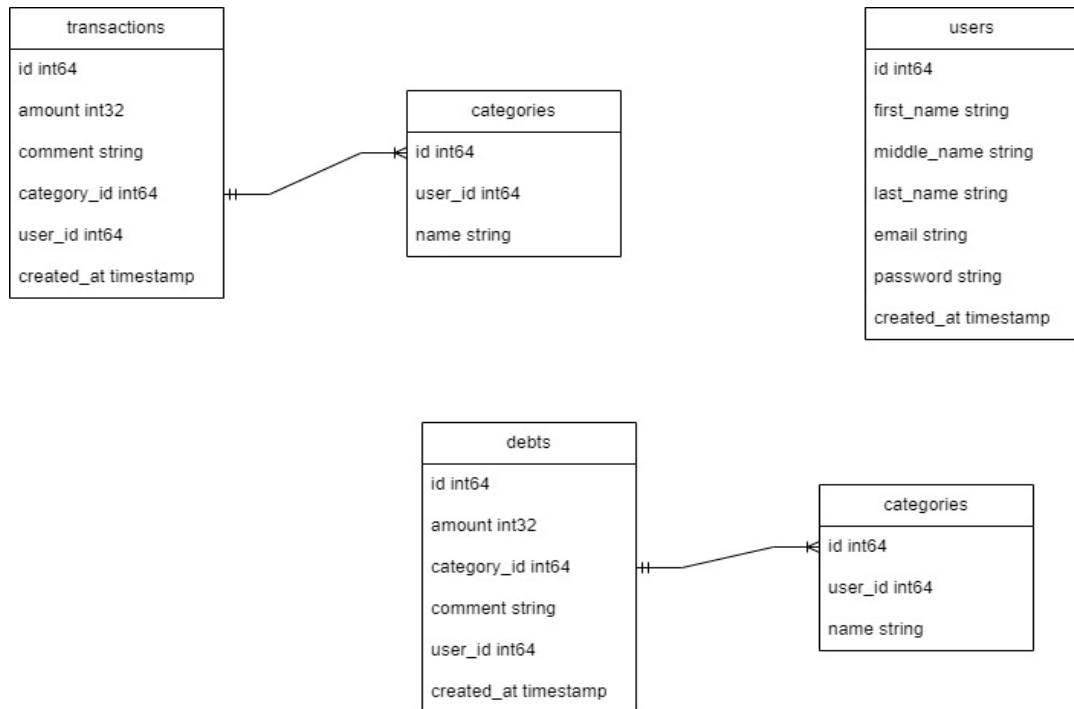 transactions
id int64
amount int32
comment string
category_id int64
user_id int64
created_at timestamp
categories
id int64
user_id int64
name string
users
id int64
first_name string
middle_name string
last_name string
email string
password string
created_at timestamp
debts
id int64
amount int32
category_id int64
comment string
user_id int64
created_at timestamp
categories
id int64
user_id int64
name string